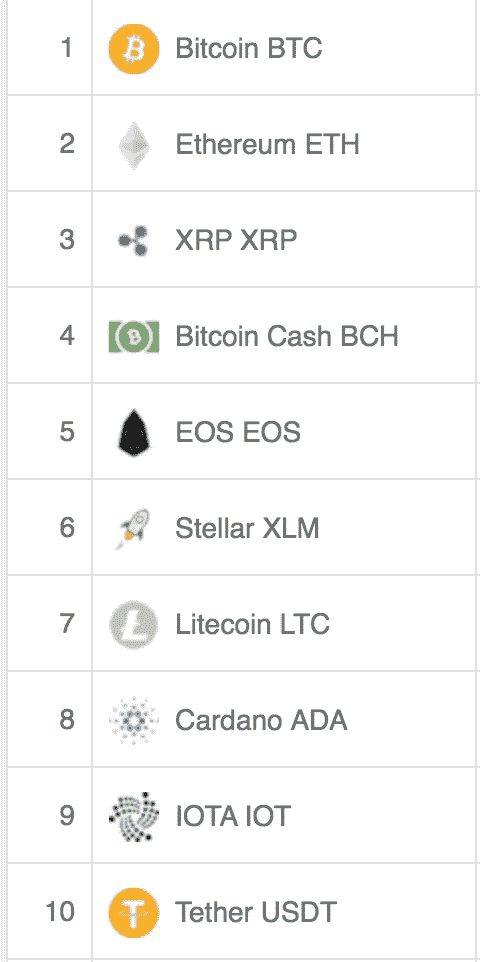 1 Bitcoin BTC
2 Ethereum ETH
3 XRP XRP
4 Bitcoin Cash BCH
5 EOS EOS
6 Stellar XLM
7 Litecoin LTC
8 Cardano ADA
9 IOTA IOT
10 Tether USDT